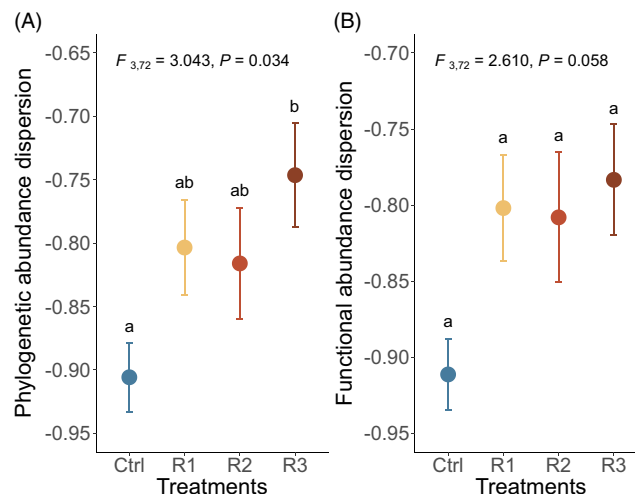 (A)
F 3,72 = 3.043, P = 0.034
Phylogenetic abundance dispersion
-0.65
-0.70
-0.75
-0.80
-0.85
-0.90
-0.95
a
ab
ab
b
Ctrl R1 R2 R3
Treatments
(B)
F 3,72 = 2.610, P = 0.058
Functional abundance dispersion
-0.70
-0.75
-0.80
-0.85
-0.90
-0.95
a
a
a
a
Ctrl R1 R2 R3
Treatments